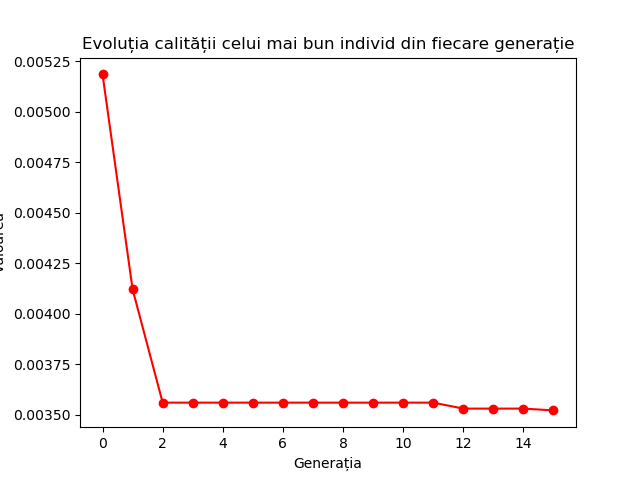 Evoluția calității celui mai bun individ din fiecare generație
0.00525
0.00500
0.00475
0.00450
0.00425
0.00400
0.00375
0.00350
0 2 4 6 8 10 12 14
Generația